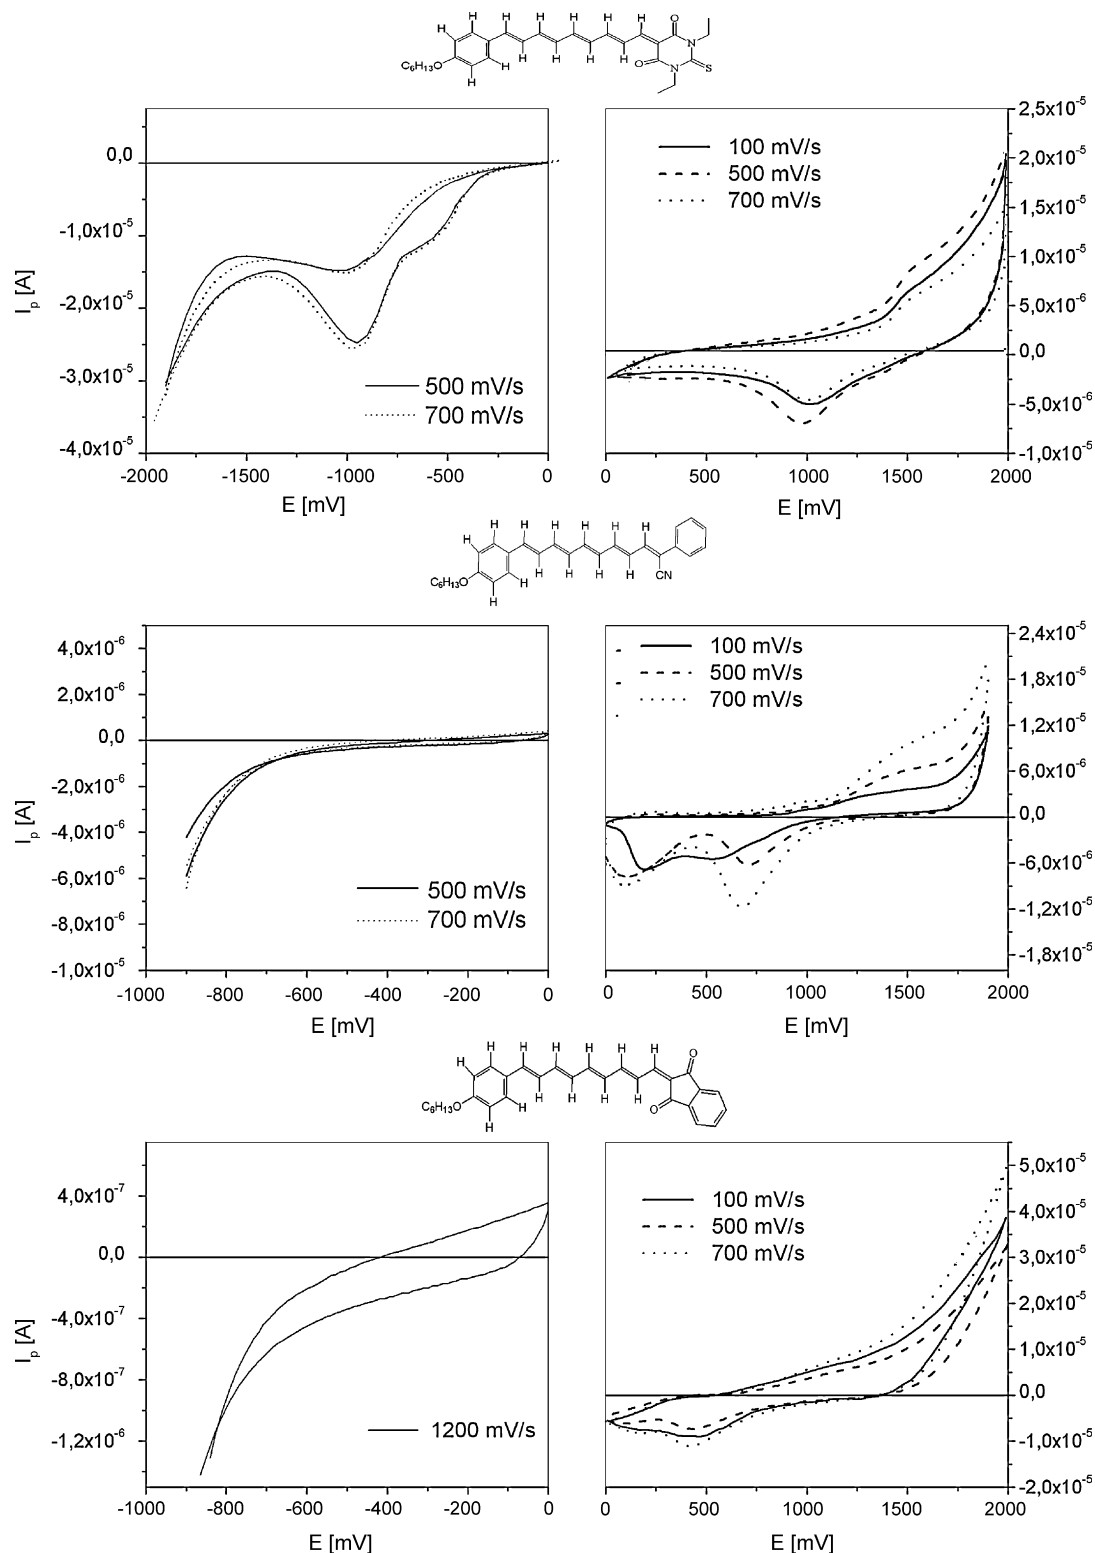 H H H H H H
O
N
H H H H H
C₆H₁₃O
O N S
H
0,0
-1,0x10⁻⁵
-2,0x10⁻⁵
-3,0x10⁻⁵
-4,0x10⁻⁵
Iₚ [A]
500 mV/s
700 mV/s
-2000 -1500 -1000 -500 0
E [mV]
100 mV/s
500 mV/s
700 mV/s
2,5x10⁻⁵
2,0x10⁻⁵
1,5x10⁻⁵
1,0x10⁻⁵
5,0x10⁻⁶
0,0
-5,0x10⁻⁶
-1,0x10⁻⁵
0 500 1000 1500 2000
E [mV]
H H H H H H
H
H H H H H
C₆H₁₃O
CN
H H
4,0x10⁻⁶
2,0x10⁻⁶
0,0
-2,0x10⁻⁶
-4,0x10⁻⁶
-6,0x10⁻⁶
-8,0x10⁻⁶
-1,0x10⁻⁵
Iₚ [A]
500 mV/s
700 mV/s
-1000 -800 -600 -400 -200 0
E [mV]
100 mV/s
500 mV/s
700 mV/s
2,4x10⁻⁵
1,8x10⁻⁵
1,2x10⁻⁵
6,0x10⁻⁶
0,0
-6,0x10⁻⁶
-1,2x10⁻⁵
-1,8x10⁻⁵
0 500 1000 1500 2000
E [mV]
H H H H H H
H O
H H H H
C₆H₁₃O
H O
H
4,0x10⁻⁷
0,0
-4,0x10⁻⁷
-8,0x10⁻⁷
-1,2x10⁻⁶
Iₚ [A]
1200 mV/s
-1000 -800 -600 -400 -200 0
E [mV]
100 mV/s
500 mV/s
700 mV/s
5,0x10⁻⁵
4,0x10⁻⁵
3,0x10⁻⁵
2,0x10⁻⁵
1,0x10⁻⁵
0,0
-1,0x10⁻⁵
-2,0x10⁻⁵
0 500 1000 1500 2000
E [mV]